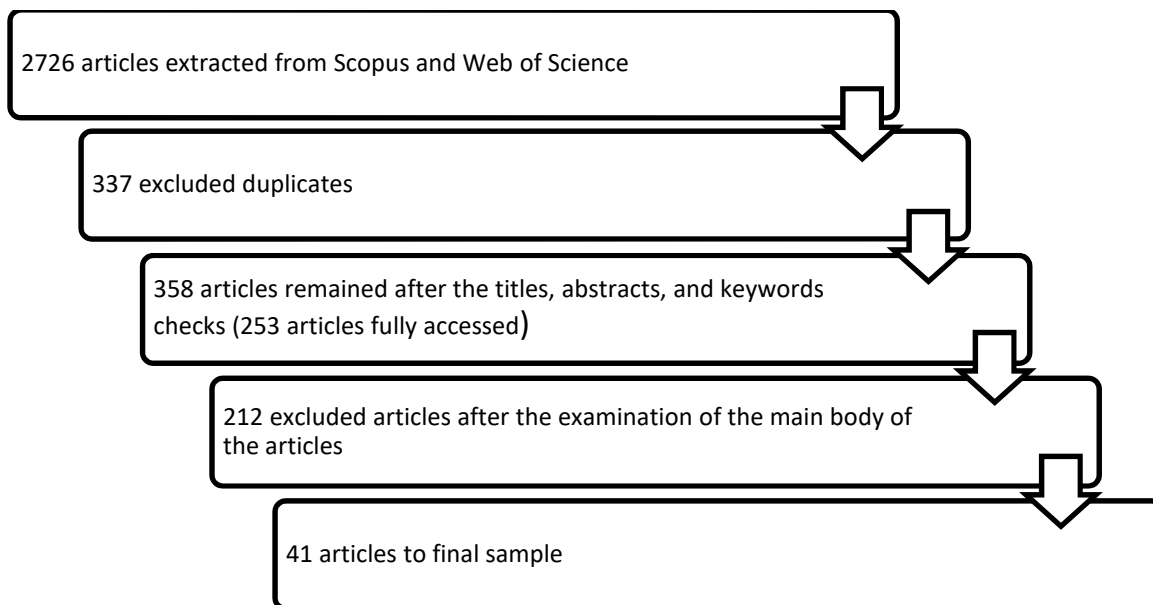 2726 articles extracted from Scopus and Web of Science
337 excluded duplicates
358 articles remained after the titles, abstracts, and keywords
checks (253 articles fully accessed)
212 excluded articles after the examination of the main body of
the articles
41 articles to final sample